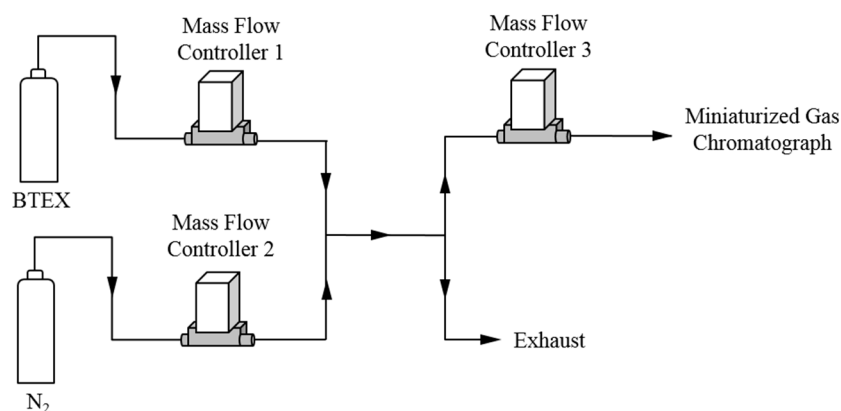 Mass Flow
Controller 1
Mass Flow
Controller 3
Miniaturized Gas
Chromatograph
BTEX
Mass Flow
Controller 2
Exhaust
N₂